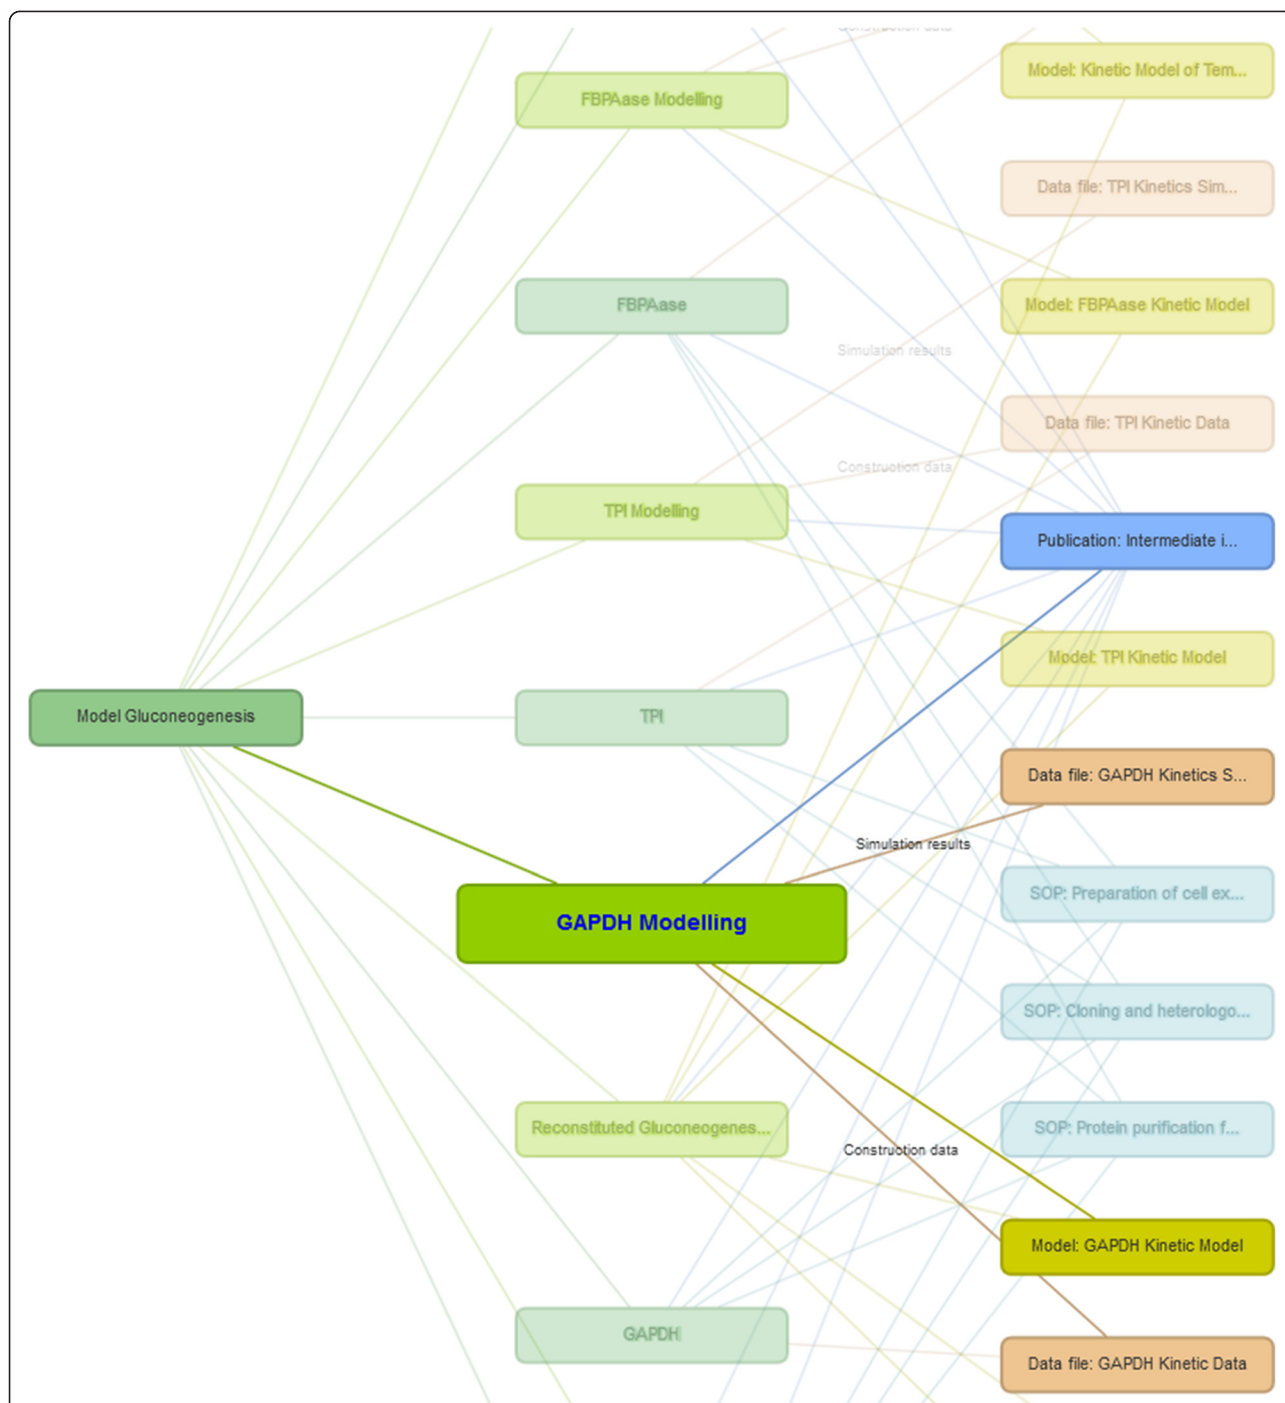 Construction data
Model: Kinetic Model of Tem...
FBPAase Modelling
Data file: TPI Kinetics Sim...
FBPAase
Model: FBPAase Kinetic Model
Simulation results
Data file: TPI Kinetic Data
Construction data
TPI Modelling
Publication: Intermediate i...
Model: TPI Kinetic Model
Model Gluconeogenesis
TPI
Data file: GAPDH Kinetics S...
Simulation results
SOP: Preparation of cell ex...
GAPDH Modelling
SOP: Cloning and heterologo...
Reconstituted Gluconeogenes...
SOP: Protein purification f...
Construction data
Model: GAPDH Kinetic Model
GAPDH
Data file: GAPDH Kinetic Data